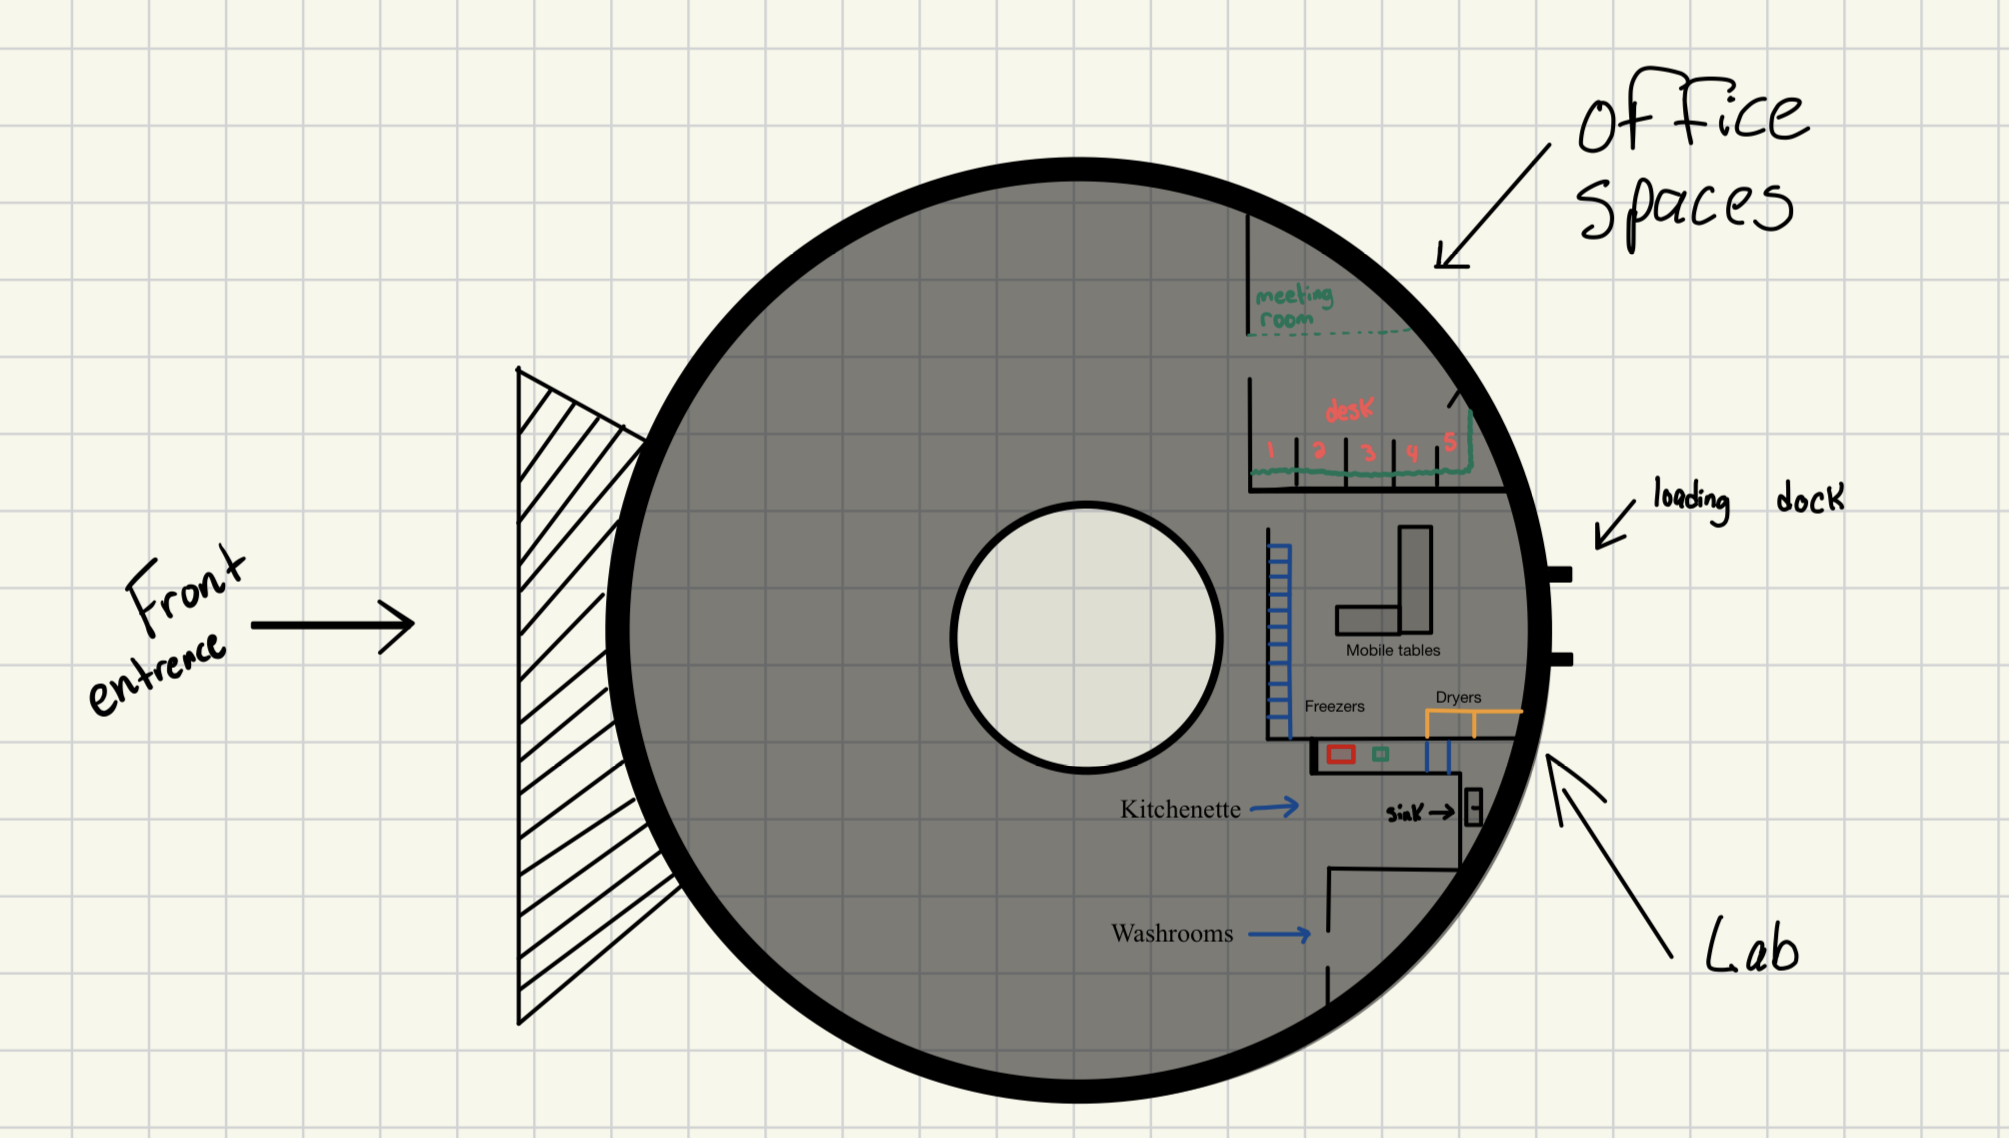 office
spaces
meeting
room
desk
1 2 3 4 5
loading dock
Front
entrence
Mobile tables
Dryers
Freezers
Kitchenette
sink
Washrooms
Lab